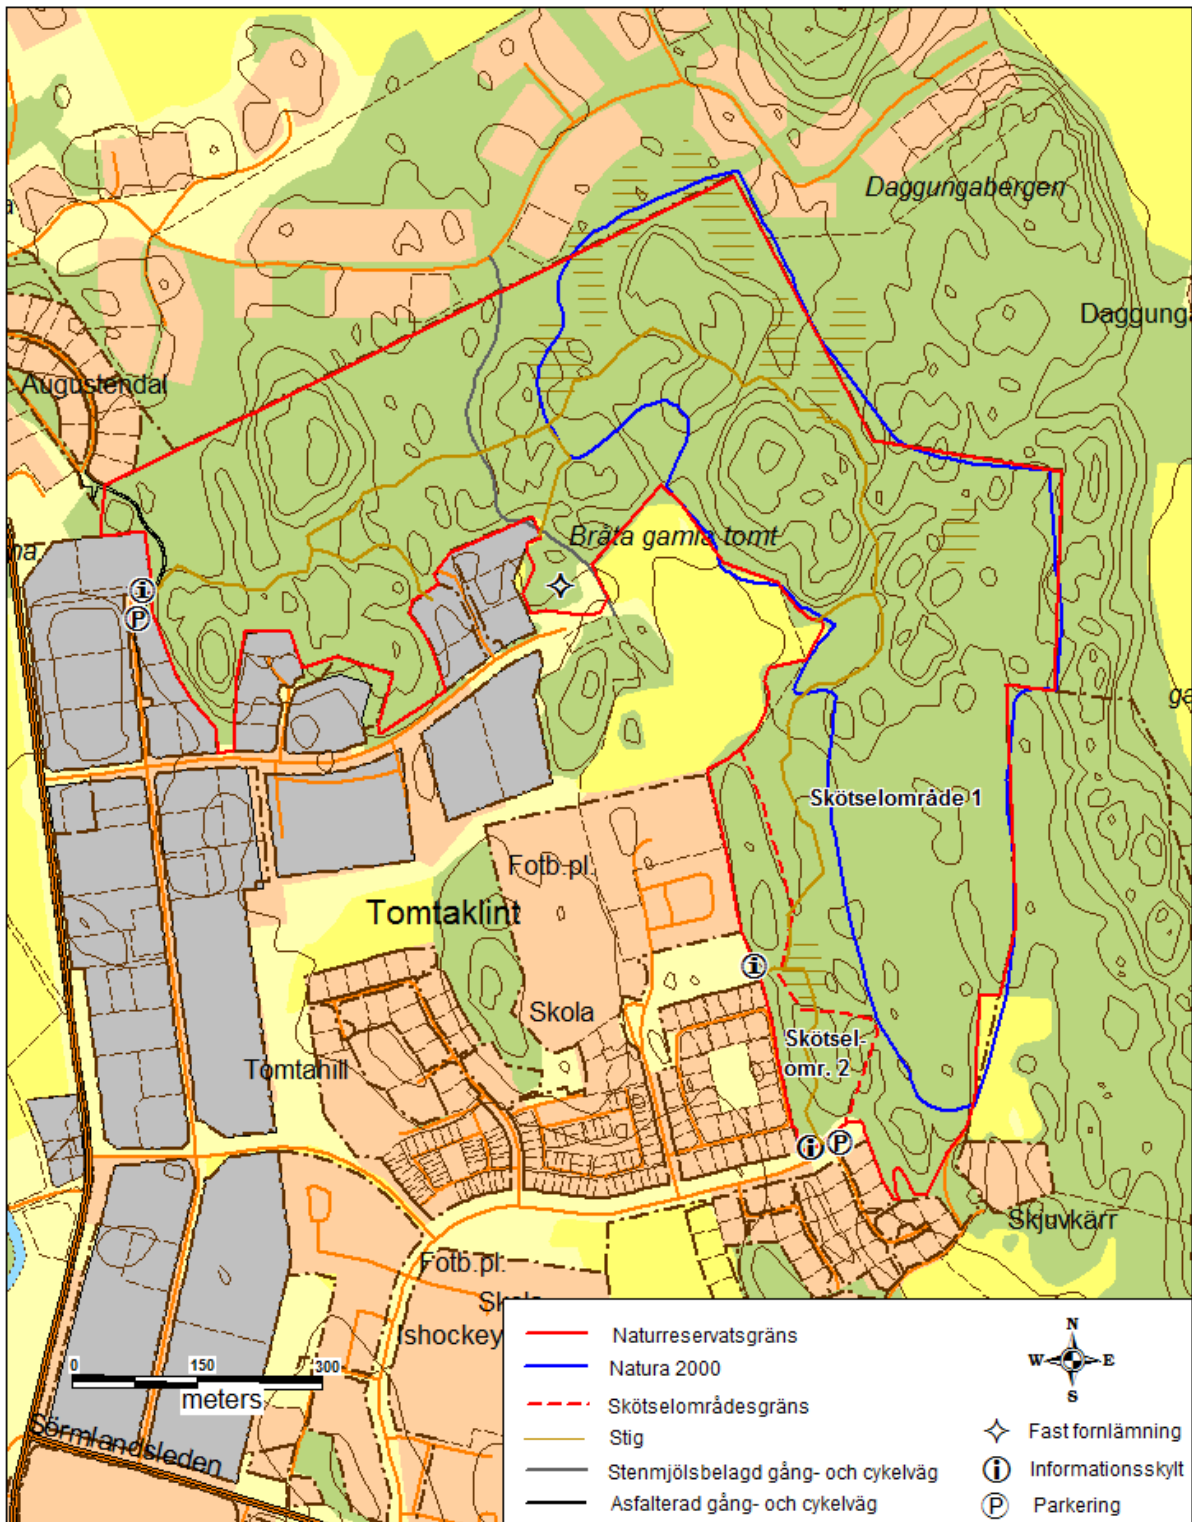 Daggungabergen
Daggunga
Augustendal
na
Bråta gamla tomt
Skötselområde 1
Fotb.pl.
Tomtaklint
Skola
Skötsel-
omr. 2
Tomtahill
Skjuvkärr
Fotb.pl.
Skola
Ishockey
0 150 300
meters
Sörmlandsleden
Naturreservatsgräns
Natura 2000
Skötselområdesgräns
Stig
Stenmjölsbelagd gång- och cykelväg
Asfalterad gång- och cykelväg
N
W E
S
Fast fornlämning
i Informationsskylt
P Parkering